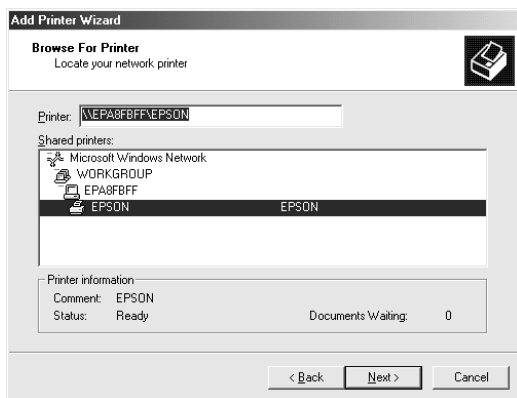 Add Printer Wizard
Browse For Printer
Locate your network printer
Printer: \\EPA8FBFF\EPSON
Shared printers:
Microsoft Windows Network
WORKGROUP
EPA8FBFF
EPSON EPSON
Printer information
Comment: EPSON
Status: Ready Documents Waiting: 0
< Back Next > Cancel